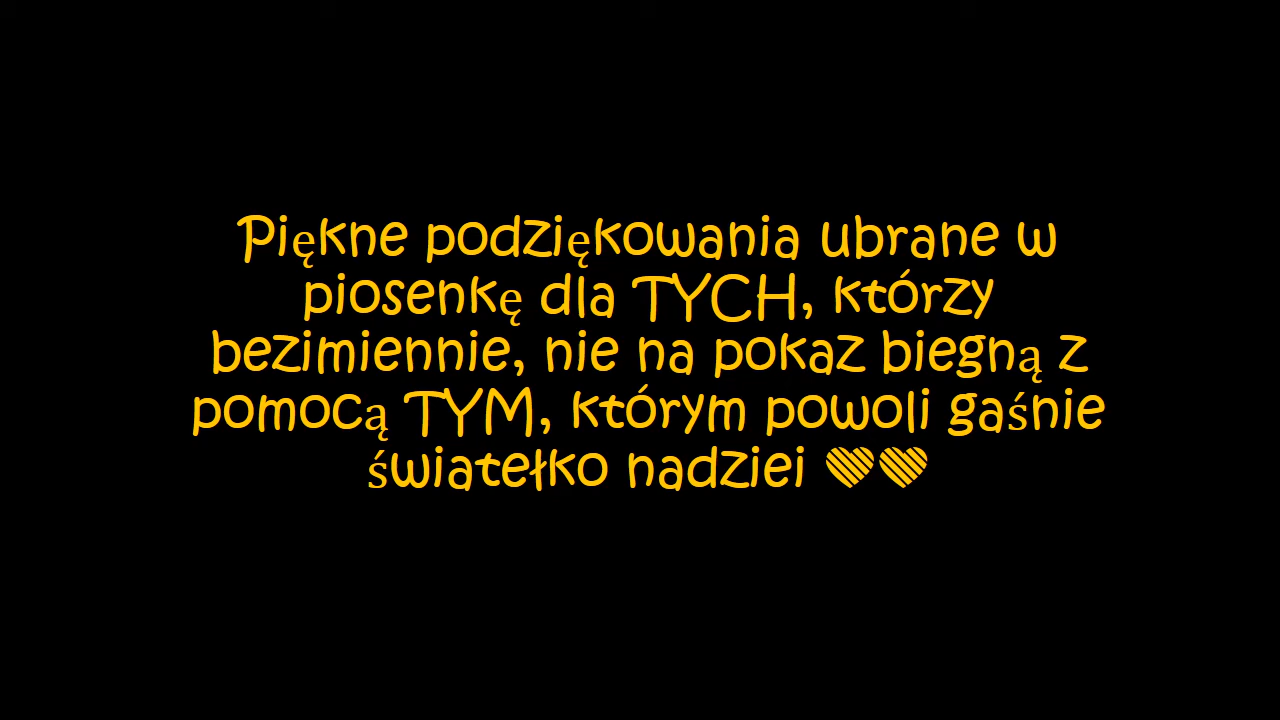 Piękne podziękowania ubrane w
piosenkę dla TYCH, którzy
bezimiennie, nie na pokaz biegną z
pomocą TYM, którym powoli gaśnie
światełko nadziei 💛💛